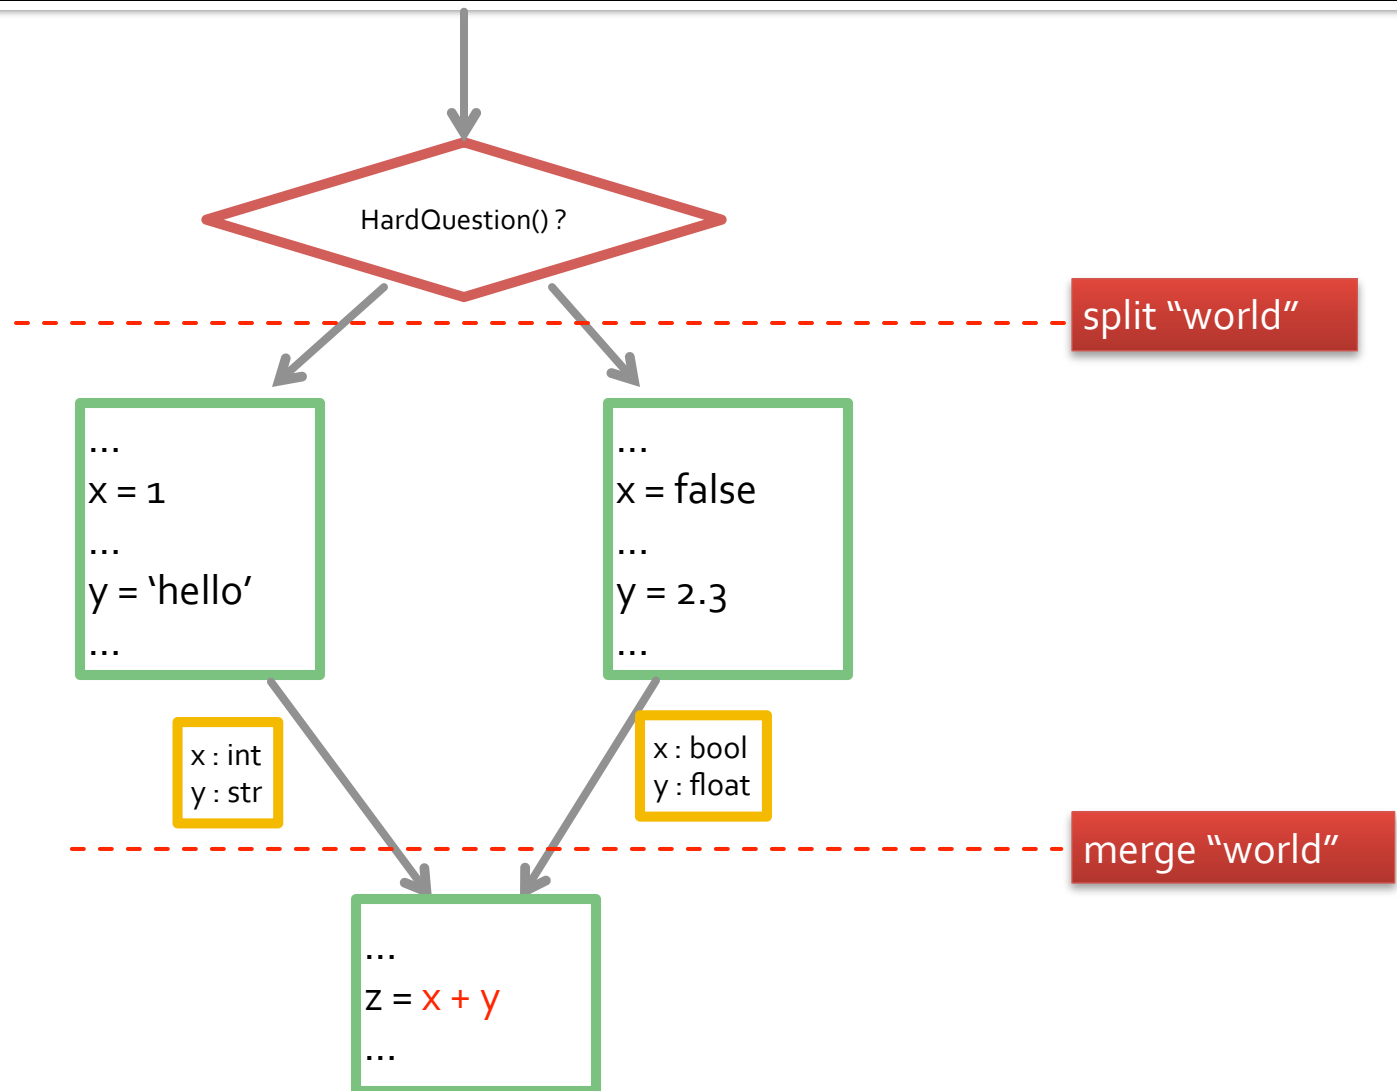 HardQuestion() ?
split “world”
...
x = 1
...
y = ‘hello’
...
...
x = false
...
y = 2.3
...
x : int
y : str
x : bool
y : float
merge “world”
...
z = x + y
...